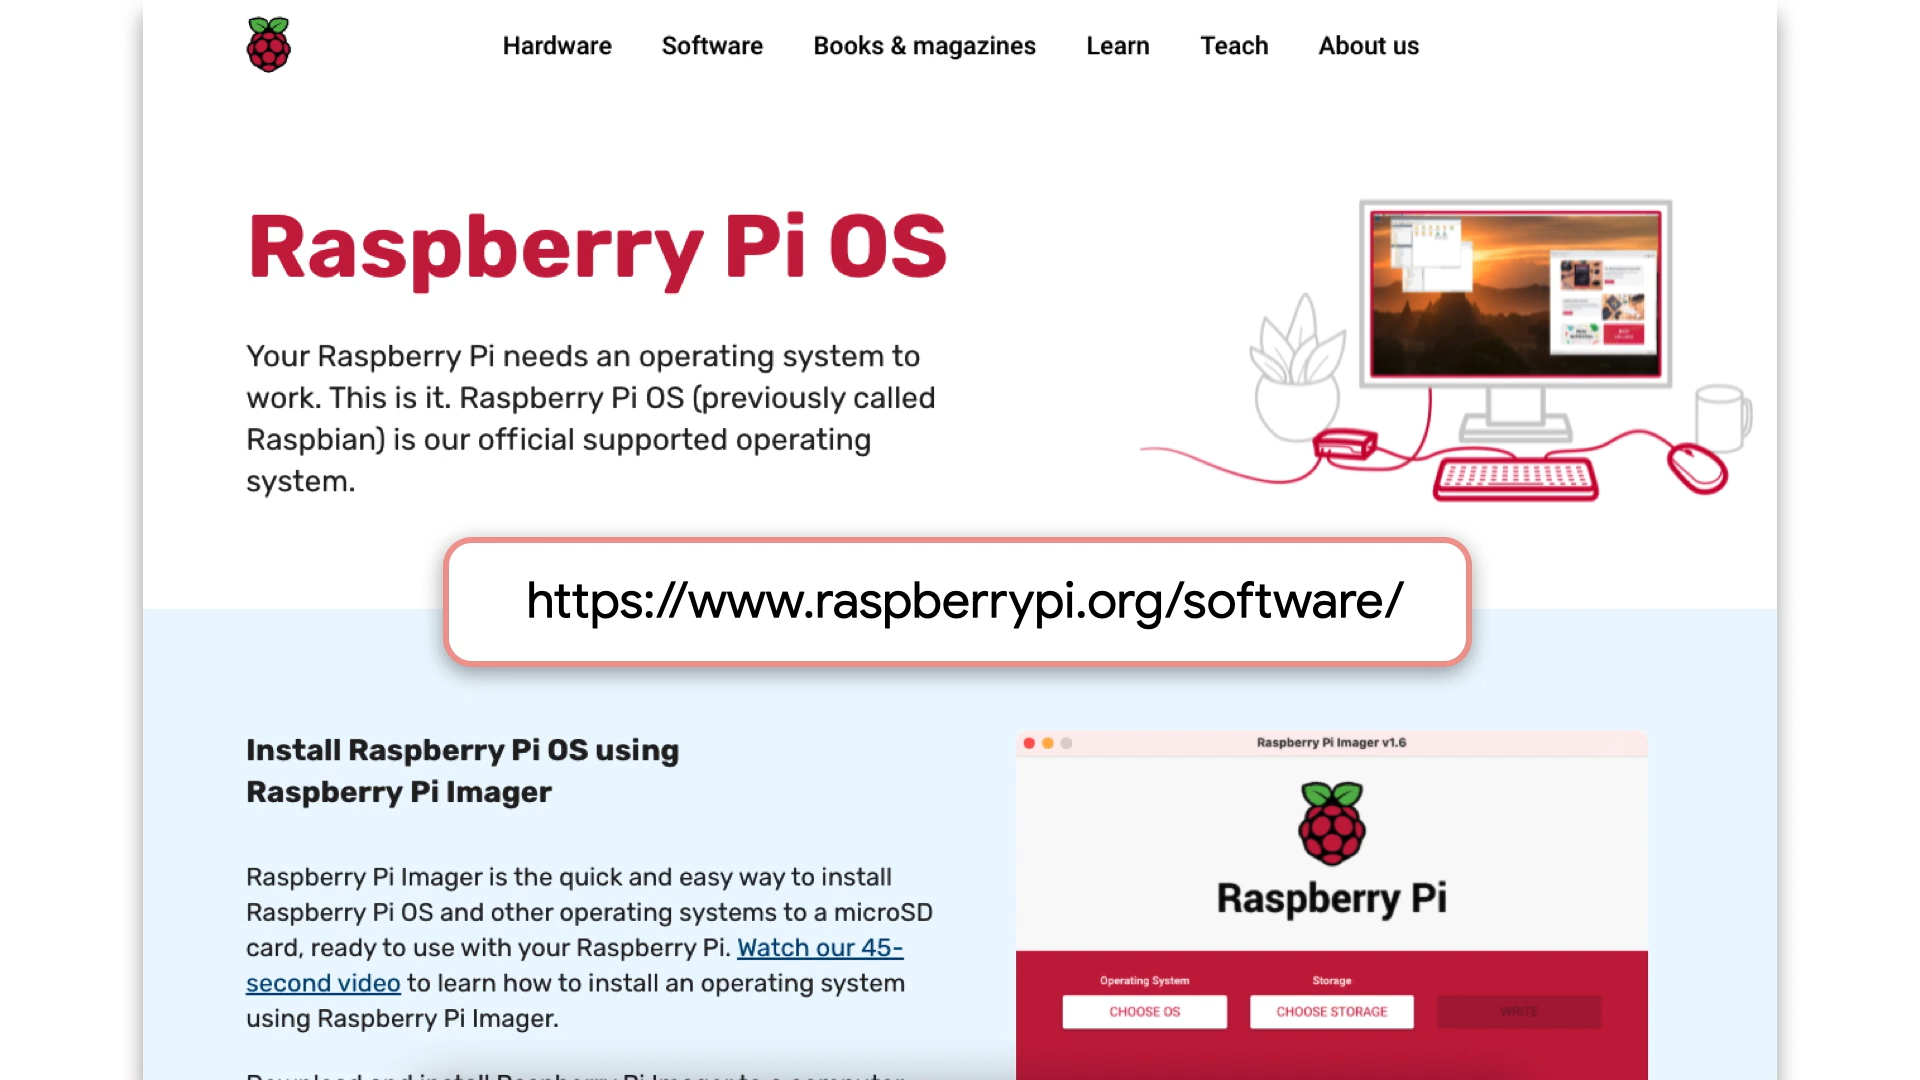 Hardware Software Books & magazines Learn Teach About us
Raspberry Pi OS
Your Raspberry Pi needs an operating system to
work. This is it. Raspberry Pi OS (previously called
Raspbian) is our official supported operating
system.
https://www.raspberrypi.org/software/
Install Raspberry Pi OS using
Raspberry Pi Imager
Raspberry Pi Imager is the quick and easy way to install
Raspberry Pi OS and other operating systems to a microSD
card, ready to use with your Raspberry Pi. Watch our 45-
second video to learn how to install an operating system
using Raspberry Pi Imager.
Raspberry Pi Imager v1.6
Raspberry Pi
Operating System Storage
CHOOSE OS CHOOSE STORAGE WRITE